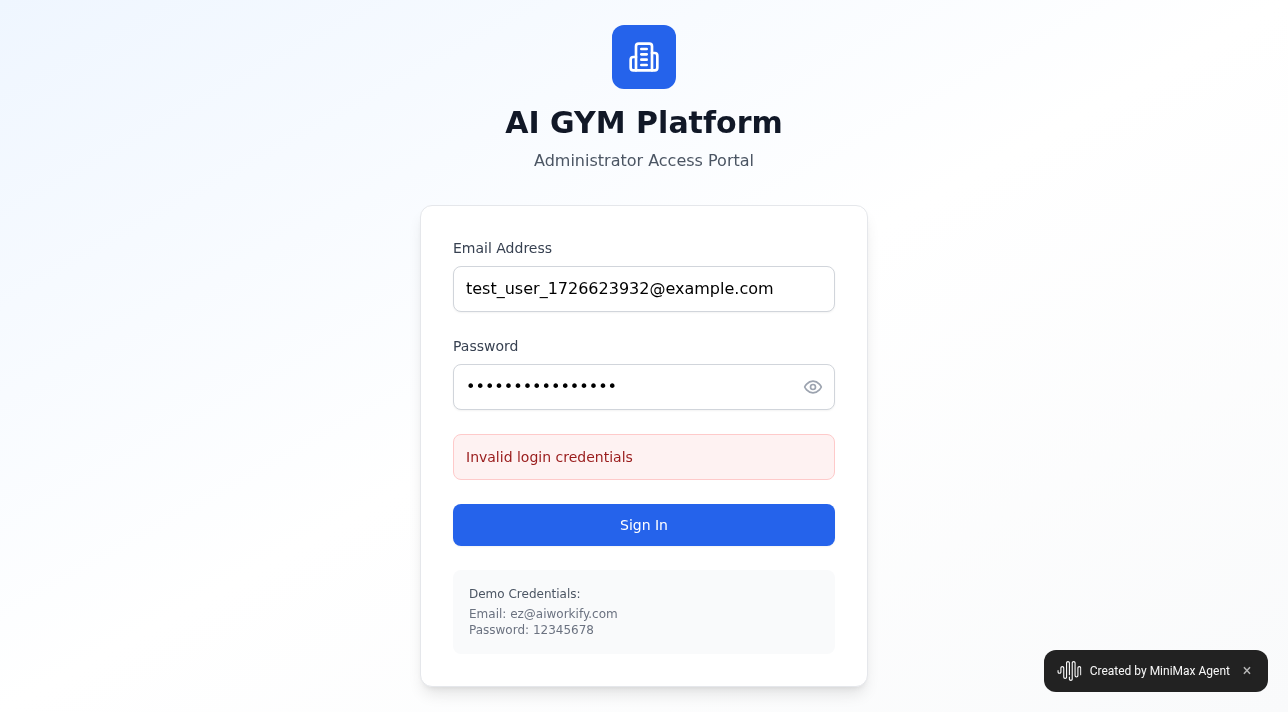 AI GYM Platform
Administrator Access Portal
Email Address
test_user_1726623932@example.com
Password
••••••••••••••••
Invalid login credentials
Sign In
Demo Credentials:
Email: ez@aiworkify.com
Password: 12345678
Created by MiniMax Agent ×